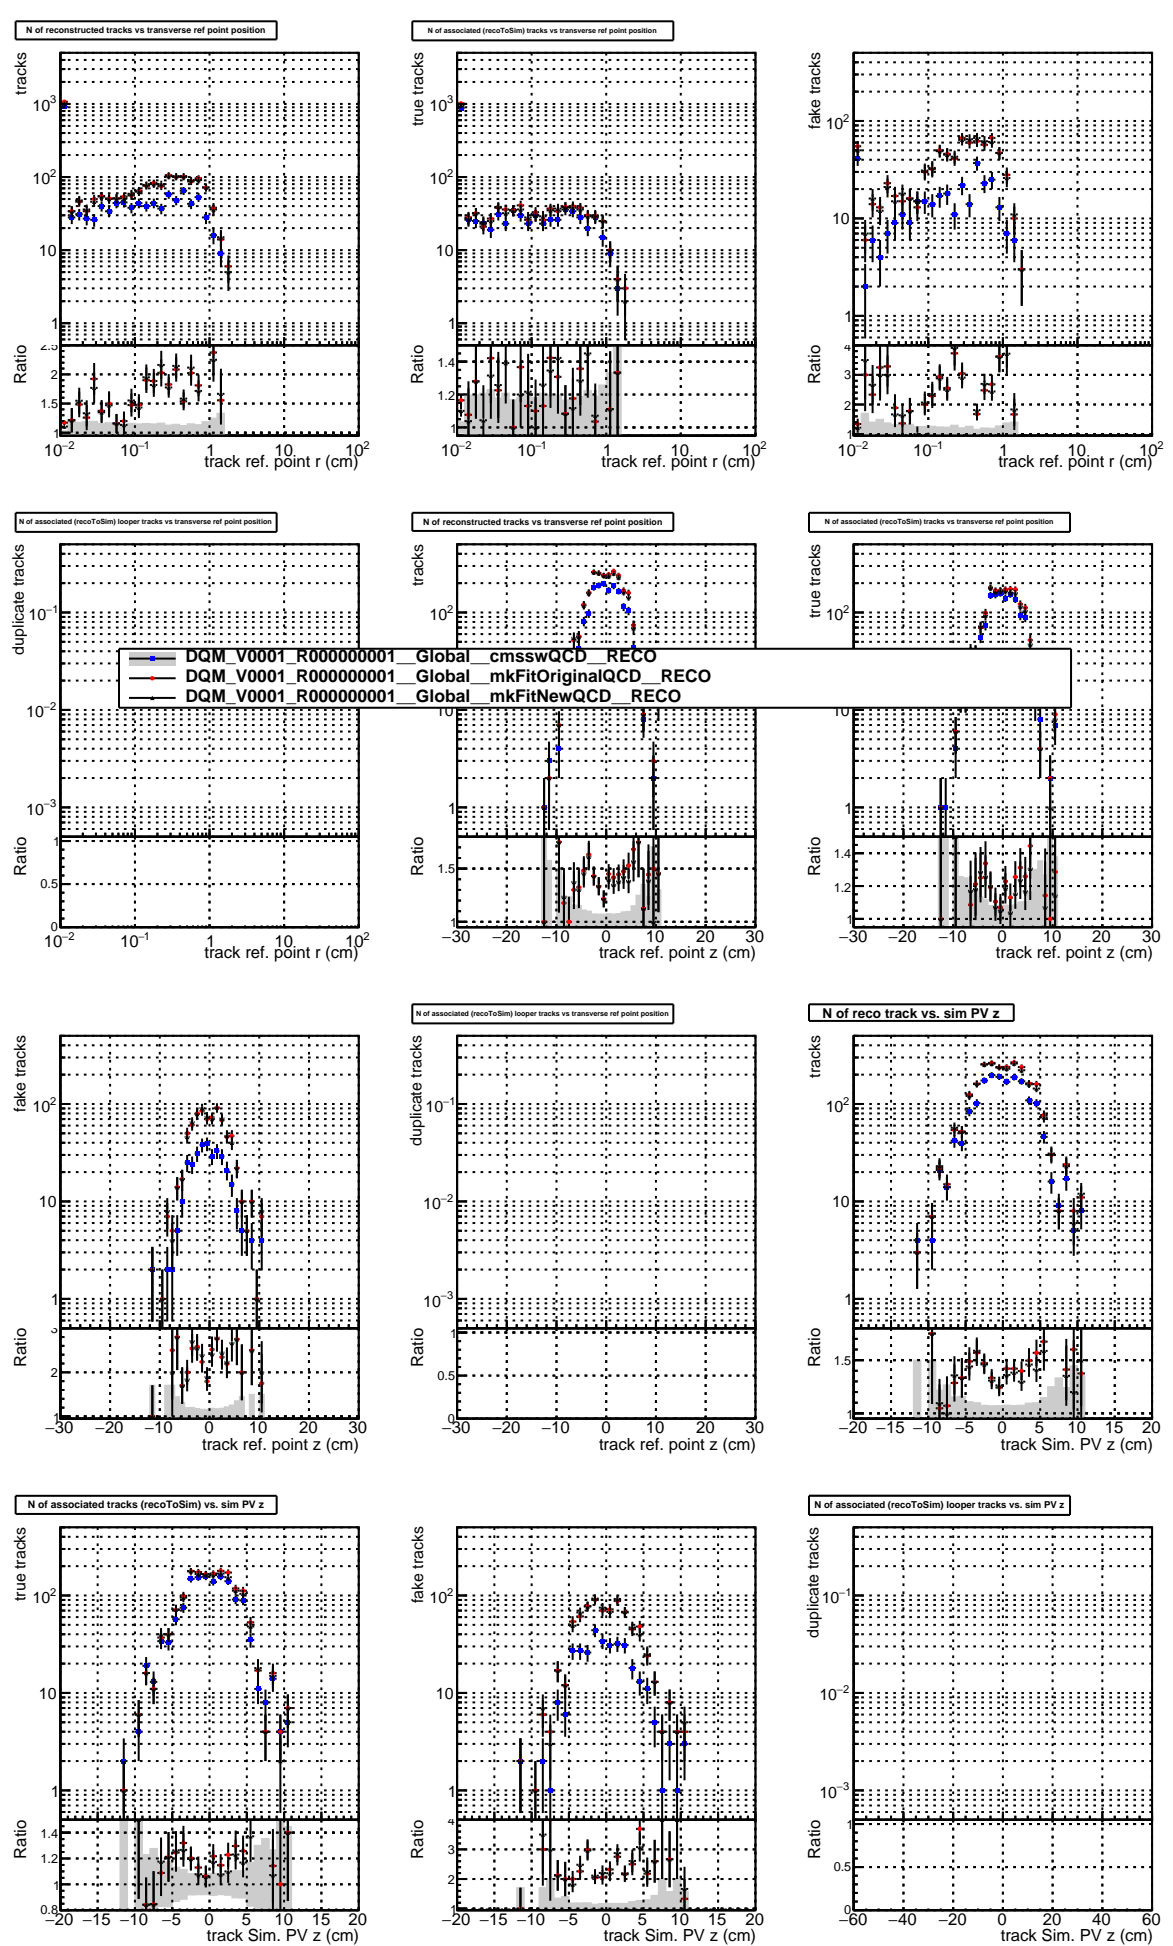 N of reconstructed tracks vs transverse ref point position
tracks
10³
10²
10
1
Ratio
2.5
2
1.5
1
10⁻² 10⁻¹ 1 10 10²
track ref. point r (cm)
N of associated (recoToSim) tracks vs transverse ref point position
true tracks
10³
10²
10
1
Ratio
1.4
1.2
1
10⁻² 10⁻¹ 1 10 10²
track ref. point r (cm)
fake tracks
10²
10
1
Ratio
4
3
2
1
10⁻² 10⁻¹ 1 10 10²
track ref. point r (cm)
N of associated (recoToSim) looper tracks vs transverse ref point position
duplicate tracks
10⁻¹
10⁻²
10⁻³
Ratio
1
0.5
0
10⁻² 10⁻¹ 1 10 10²
track ref. point r (cm)
N of reconstructed tracks vs transverse ref point position
tracks
10²
10
1
Ratio
1.5
1
−30 −20 −10 0 10 20 30
track ref. point z (cm)
N of associated (recoToSim) tracks vs transverse ref point position
true tracks
10²
10
1
Ratio
1.4
1.2
1
−30 −20 −10 0 10 20 30
track ref. point z (cm)
DQM_V0001_R000000001__Global__cmsswQCD__RECO
DQM_V0001_R000000001__Global__mkFitOriginalQCD__RECO
DQM_V0001_R000000001__Global__mkFitNewQCD__RECO
fake tracks
10²
10
1
Ratio
3
2
1
−30 −20 −10 0 10 20 30
track ref. point z (cm)
N of associated (recoToSim) looper tracks vs transverse ref point position
duplicate tracks
10⁻¹
10⁻²
10⁻³
Ratio
1
0.5
0
−30 −20 −10 0 10 20 30
track ref. point z (cm)
N of reco track vs. sim PV z
tracks
10²
10
1
Ratio
1.5
1
−20 −15 −10 −5 0 5 10 15 20
track Sim. PV z (cm)
N of associated tracks (recoToSim) vs. sim PV z
true tracks
10²
10
1
Ratio
1.4
1.2
1
0.8
−20 −15 −10 −5 0 5 10 15 20
track Sim. PV z (cm)
fake tracks
10²
10
1
Ratio
4
3
2
1
−20 −15 −10 −5 0 5 10 15 20
track Sim. PV z (cm)
N of associated (recoToSim) looper tracks vs. sim PV z
duplicate tracks
10⁻¹
10⁻²
10⁻³
Ratio
1
0.5
0
−60 −40 −20 0 20 40 60
track Sim. PV z (cm)